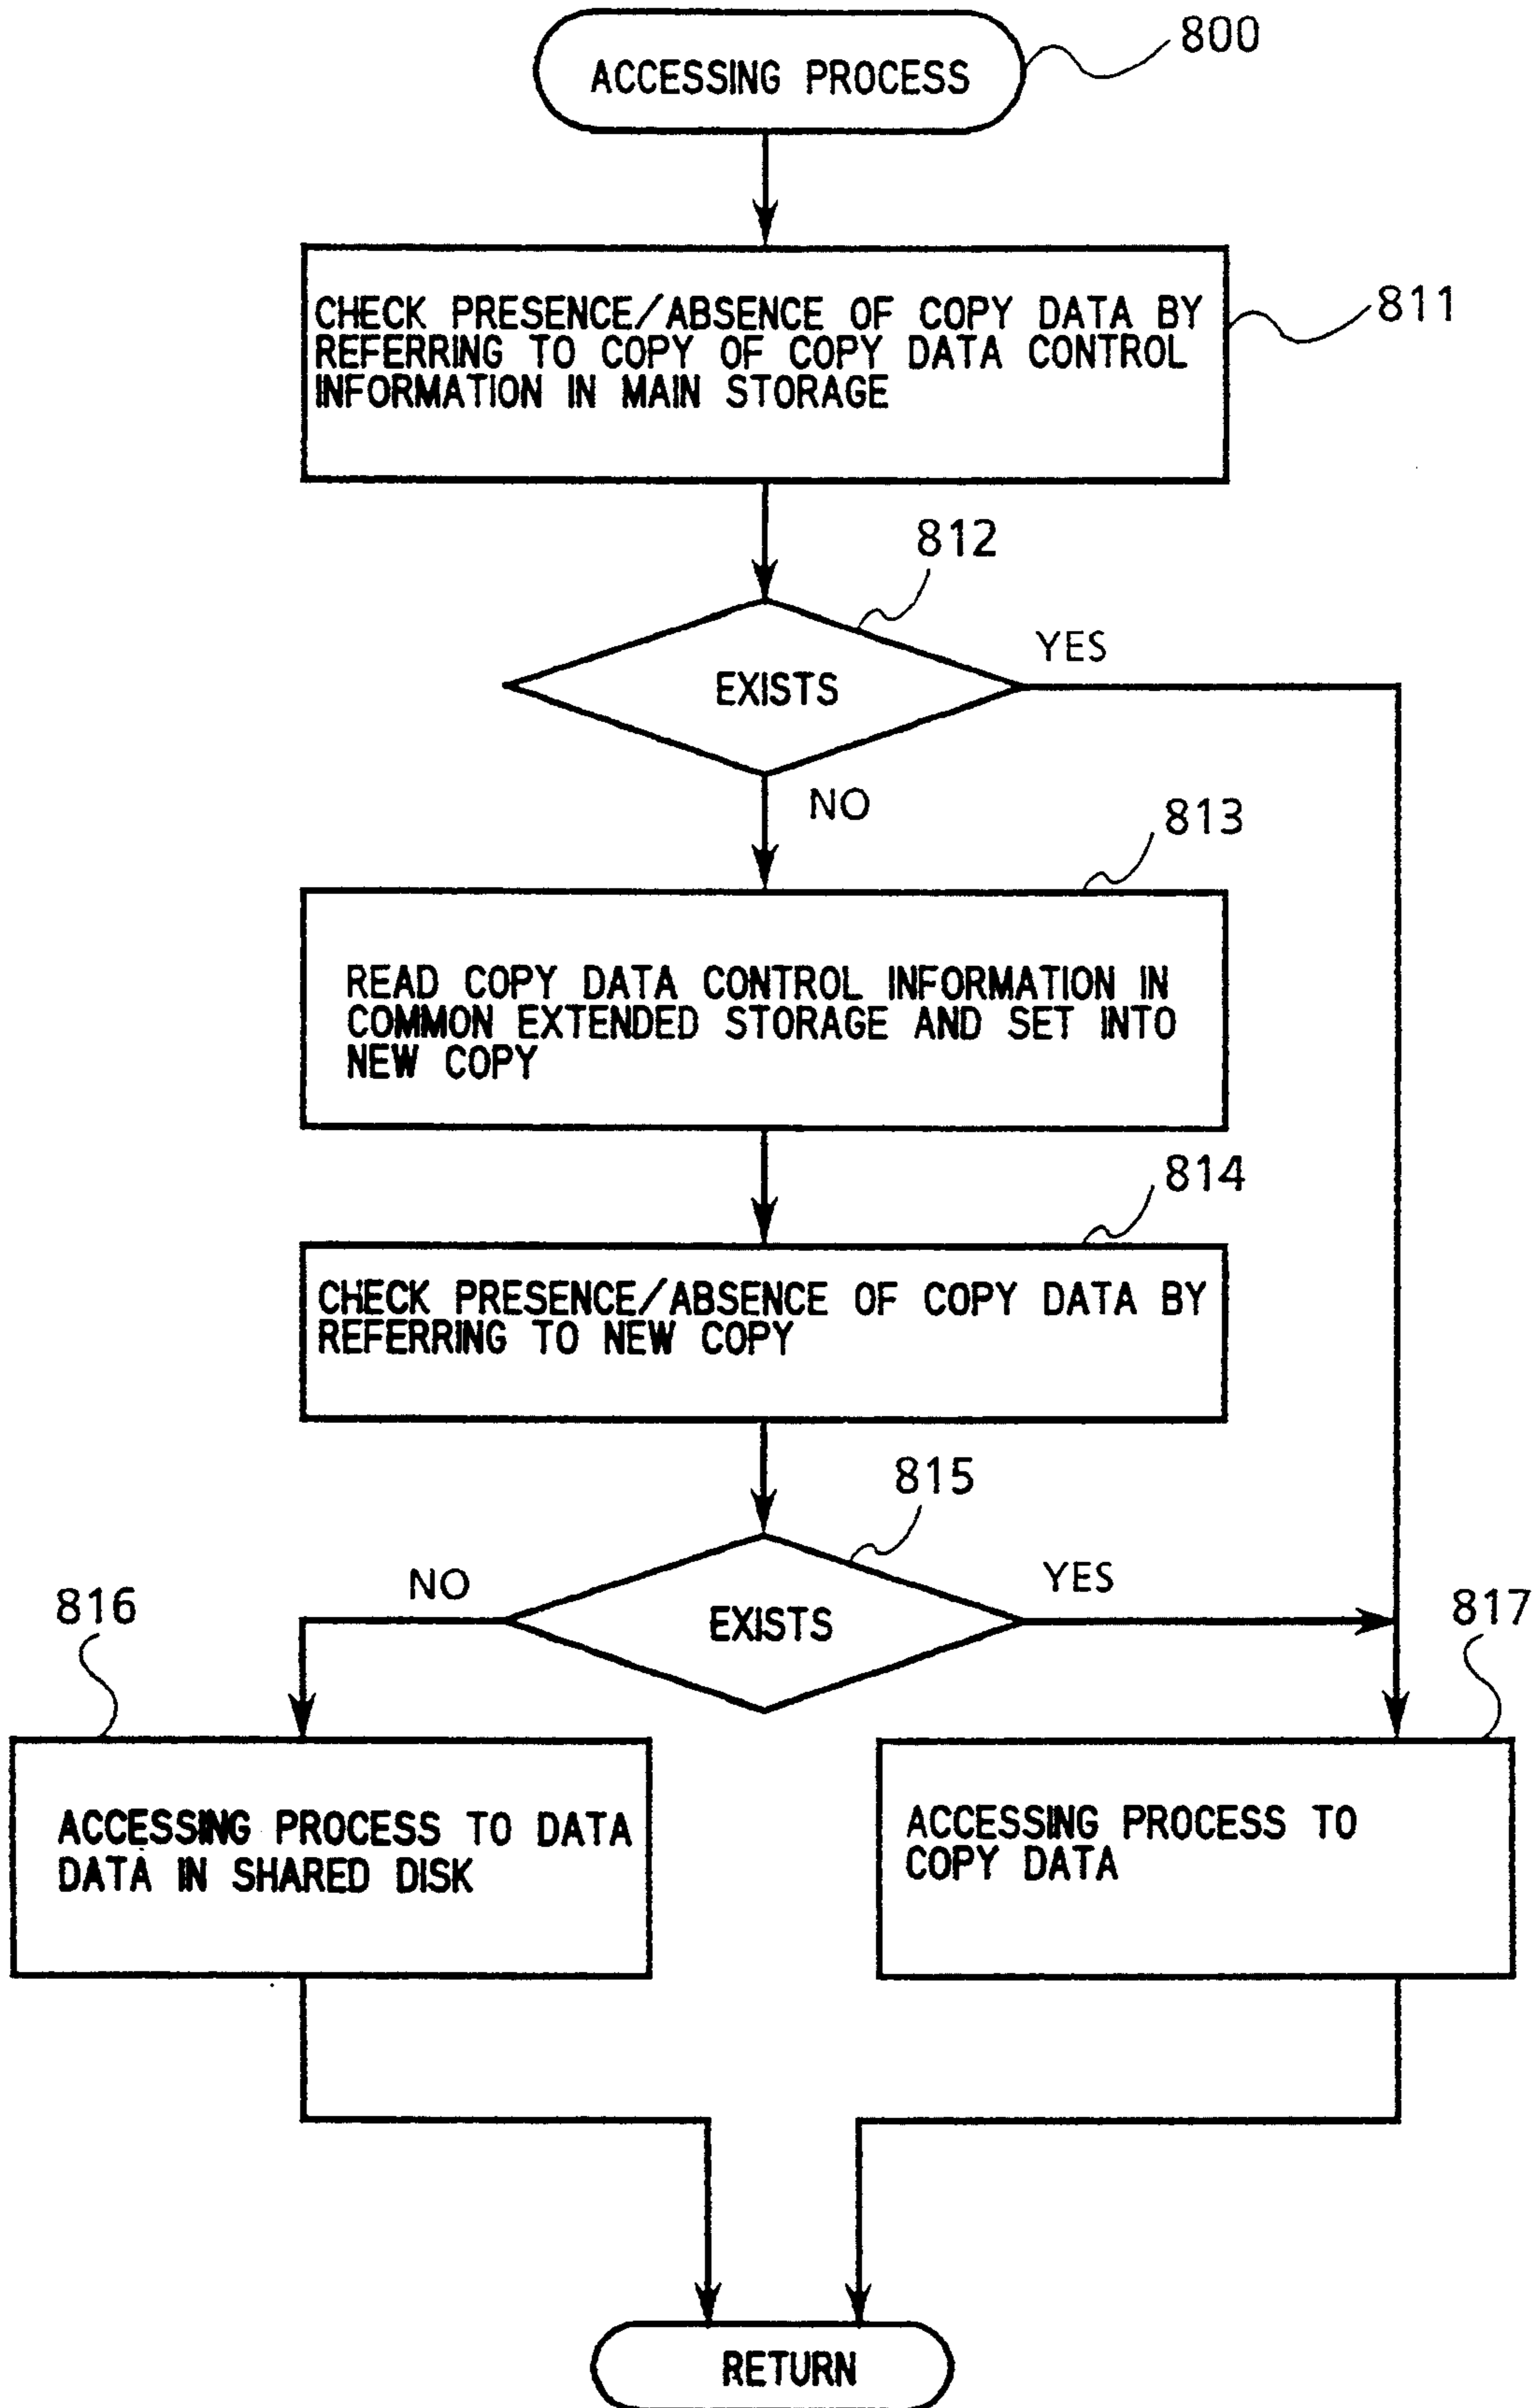 800
ACCESSING PROCESS
CHECK PRESENCE/ABSENCE OF COPY DATA BY
REFERRING TO COPY OF COPY DATA CONTROL
INFORMATION IN MAIN STORAGE
811
812
YES
EXISTS
NO
813
READ COPY DATA CONTROL INFORMATION IN
COMMON EXTENDED STORAGE AND SET INTO
NEW COPY
814
CHECK PRESENCE/ABSENCE OF COPY DATA BY
REFERRING TO NEW COPY
815
NO
YES
EXISTS
816
817
ACCESSING PROCESS TO DATA
DATA IN SHARED DISK
ACCESSING PROCESS TO
COPY DATA
RETURN